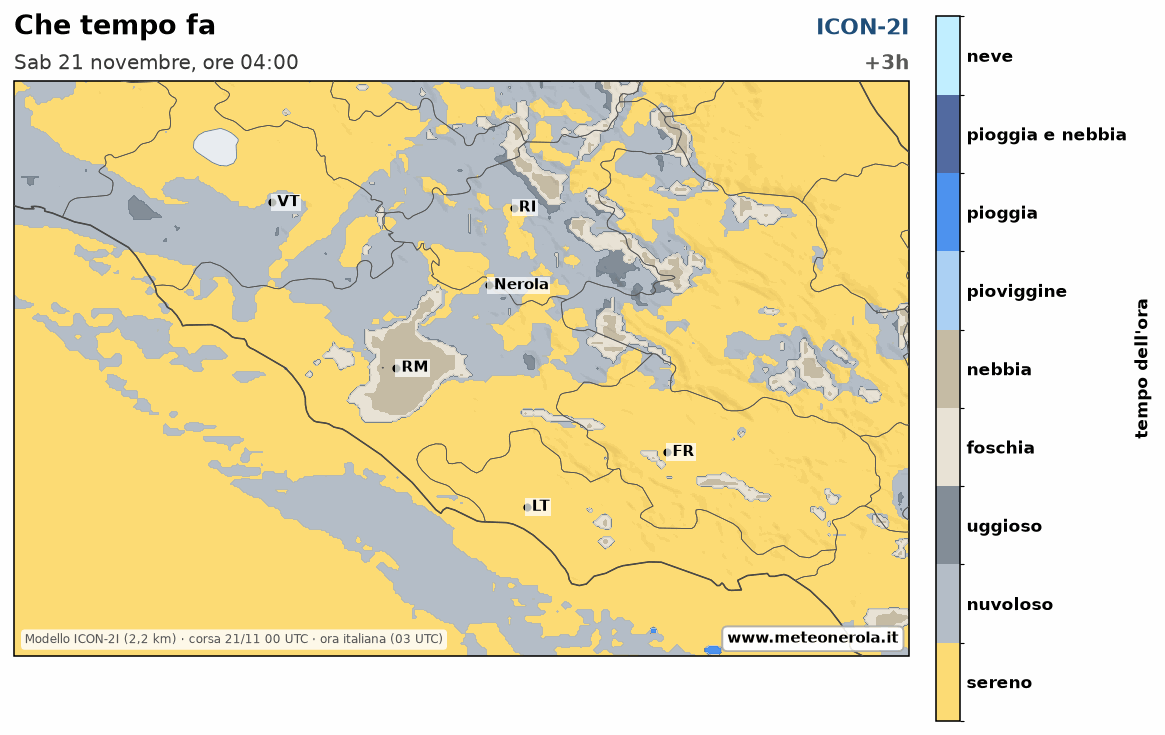 Che tempo fa
ICON-2I
Sab 21 novembre, ore 04:00
+3h
VT
RI
Nerola
RM
FR
LT
Modello ICON-2I (2,2 km) · corsa 21/11 00 UTC · ora italiana (03 UTC)
www.meteonerola.it
neve
pioggia e nebbia
pioggia
pioviggine
nebbia
foschia
uggioso
nuvoloso
sereno
tempo dell'ora